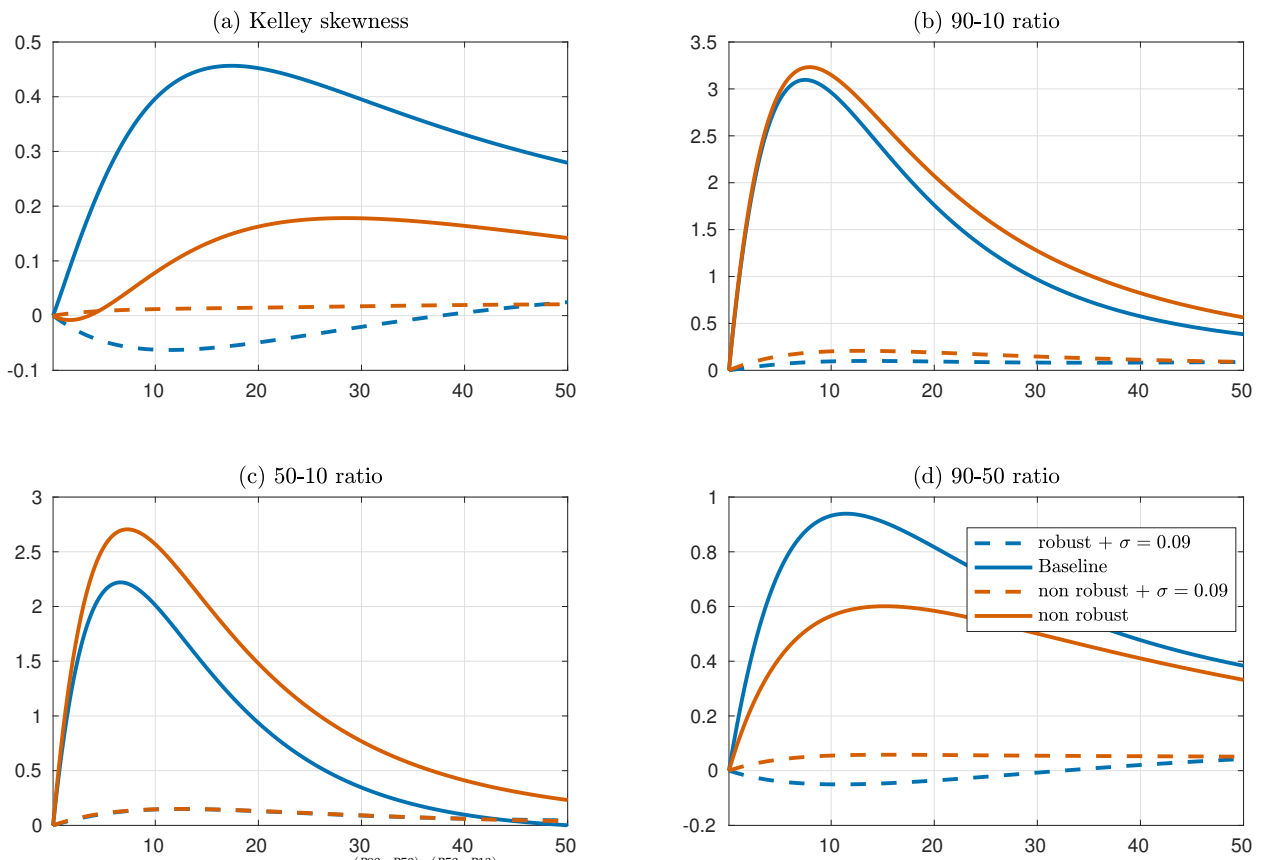 (a) Kelley skewness
0.5
0.4
0.3
0.2
0.1
0
-0.1
10 20 30 40 50
(b) 90-10 ratio
3.5
3
2.5
2
1.5
1
0.5
0
10 20 30 40 50
(c) 50-10 ratio
3
2.5
2
1.5
1
0.5
0
10 20 30 40 50
(d) 90-50 ratio
1
0.8
0.6
0.4
0.2
0
-0.2
10 20 30 40 50
robust + σ = 0.09
Baseline
non robust + σ = 0.09
non robust